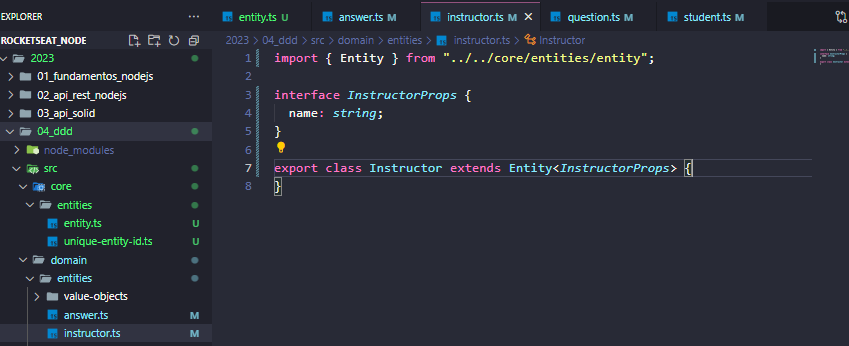 EXPLORER ...
ROCKETSEAT_NODE
2023
01_fundamentos_nodejs
02_api_rest_nodejs
03_api_solid
04_ddd
node_modules
src
core
entities
entity.ts U
unique-entity-id.ts U
domain
entities
value-objects
answer.ts M
instructor.ts M
entity.ts U answer.ts M instructor.ts M question.ts M student.ts M
2023 > 04_ddd > src > domain > entities > instructor.ts > Instructor
1 import { Entity } from "../../core/entities/entity";
2
3 interface InstructorProps {
4 name: string;
5 }
6
7 export class Instructor extends Entity<InstructorProps> {
8 }